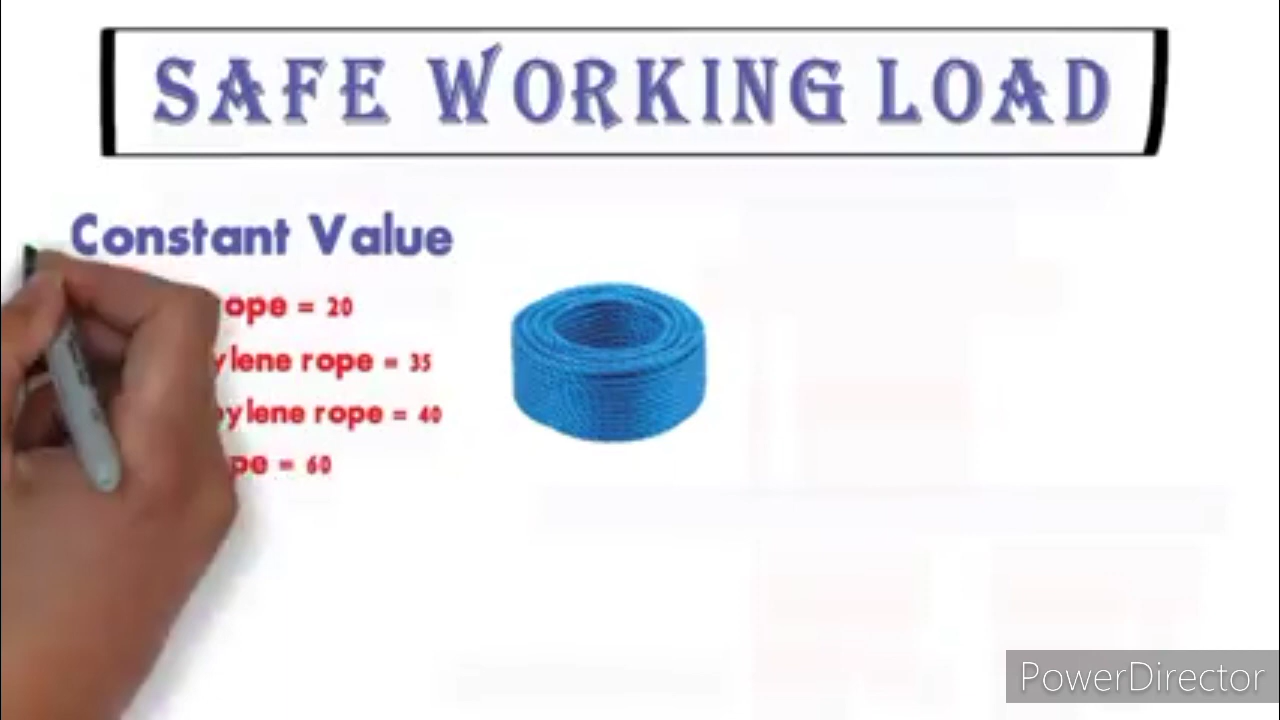 SAFE WORKING LOAD
Constant Value
ope = 20
ylene rope = 35
ylene rope = 40
pe = 60
PowerDirector